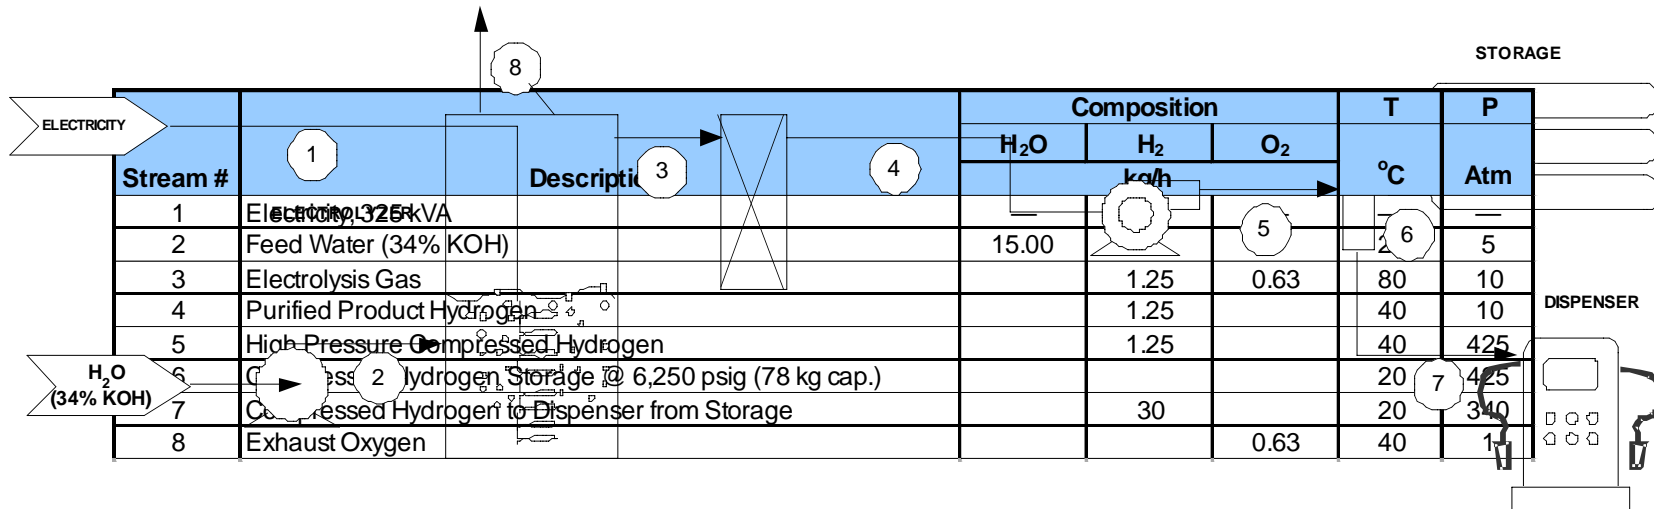 8
STORAGE
Composition T P
ELECTRICITY
H₂O H₂ O₂
1 3 4
Stream # Description kg/h °C Atm
1 Electricity, 325 kVA — — —
ELECTROLYZER
5 6
2 Feed Water (34% KOH) 15.00 5
3 Electrolysis Gas 1.25 0.63 80 10
4 Purified Product Hydrogen 1.25 40 10
DISPENSER
5 High Pressure Compressed Hydrogen 1.25 40 425
H₂O
(34% KOH)
2 7
6 Compressed Hydrogen Storage @ 6,250 psig (78 kg cap.) 20 425
7 Compressed Hydrogen to Dispenser from Storage 30 20 340
8 Exhaust Oxygen 0.63 40 1